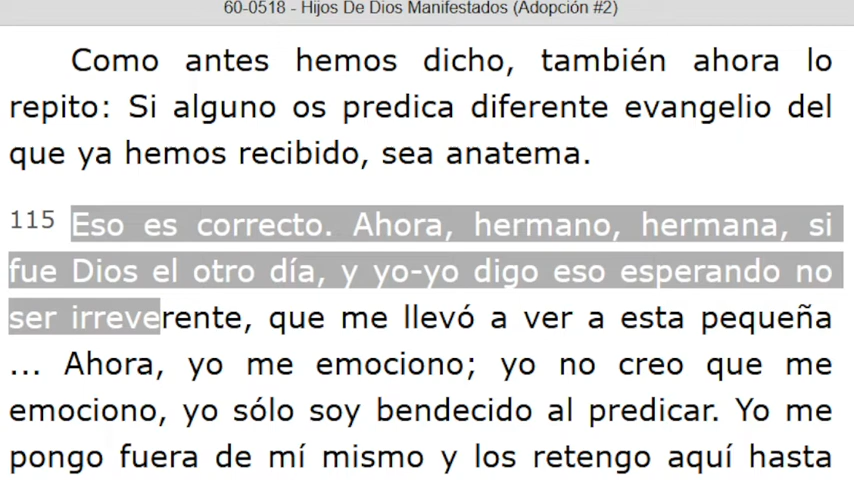 60-0518 - Hijos De Dios Manifestados (Adopción #2)
Como antes hemos dicho, también ahora lo
repito: Si alguno os predica diferente evangelio del
que ya hemos recibido, sea anatema.
115 Eso es correcto. Ahora, hermano, hermana, si
fue Dios el otro día, y yo-yo digo eso esperando no
ser irreverente, que me llevó a ver a esta pequeña
... Ahora, yo me emociono; yo no creo que me
emociono, yo sólo soy bendecido al predicar. Yo me
pongo fuera de mí mismo y los retengo aquí hasta